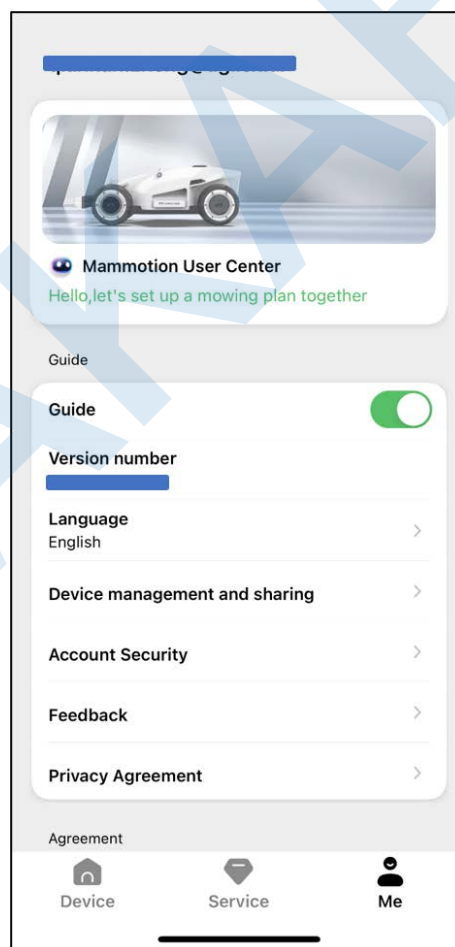 Mammotion User Center
Hello,let's set up a mowing plan together
Guide
Guide
Version number
Language
English
Device management and sharing
Account Security
Feedback
Privacy Agreement
Agreement
Device
Service
Me